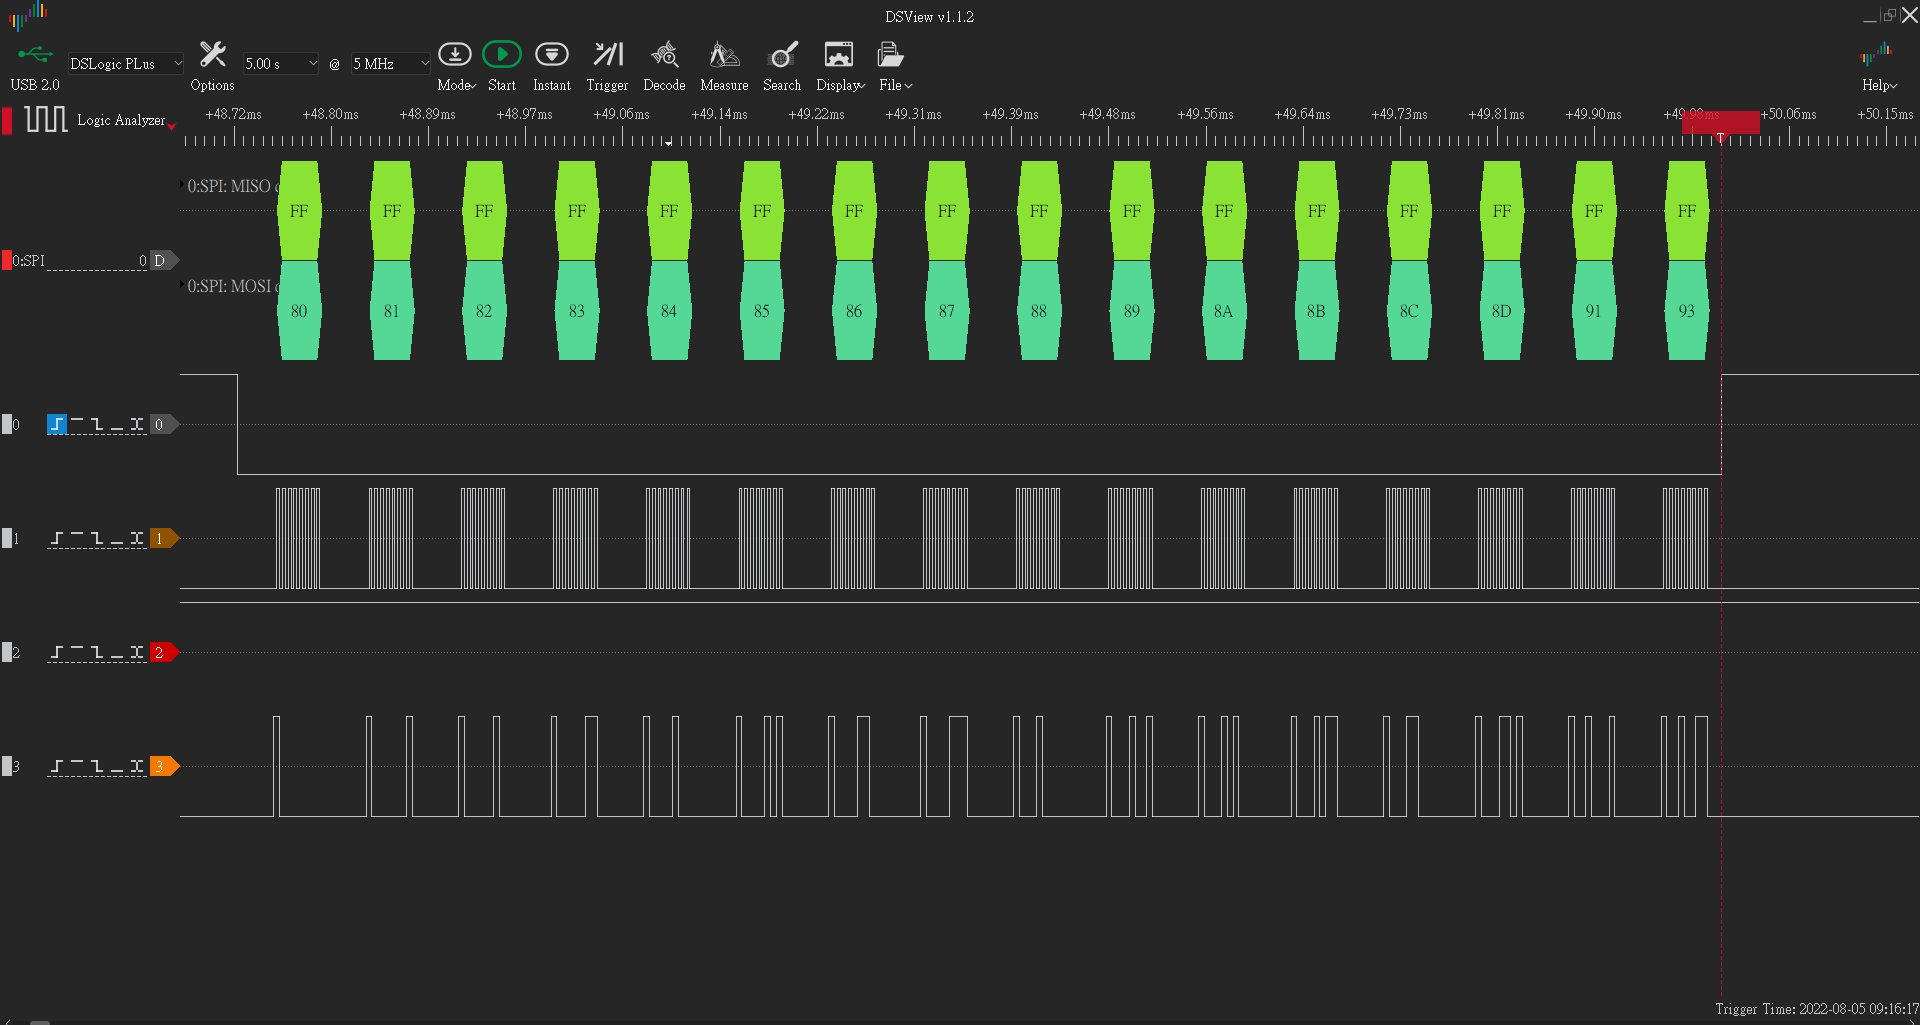 DSView v1.1.2
USB 2.0
DSLogic PLus
Options
5.00 s
@
5 MHz
Mode
Start
Instant
Trigger
Decode
Measure
Search
Display
File
Help
Logic Analyzer
+48.72ms +48.80ms +48.89ms +48.97ms +49.06ms +49.14ms +49.22ms +49.31ms +49.39ms +49.48ms +49.56ms +49.64ms +49.73ms +49.81ms +49.90ms +49.98ms +50.06ms +50.15ms
T
0:SPI: MISO
FF FF FF FF FF FF FF FF FF FF FF FF FF FF FF FF
0:SPI 0 D
0:SPI: MOSI
80 81 82 83 84 85 86 87 88 89 8A 8B 8C 8D 91 93
0 0
1 1
2 2
3 3
Trigger Time: 2022-08-05 09:16:17